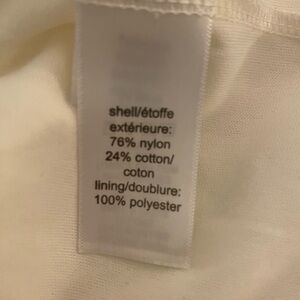 shell/étoffe
extérieure:
76% nylon
24% cotton/
coton
lining/doublure:
100% polyester